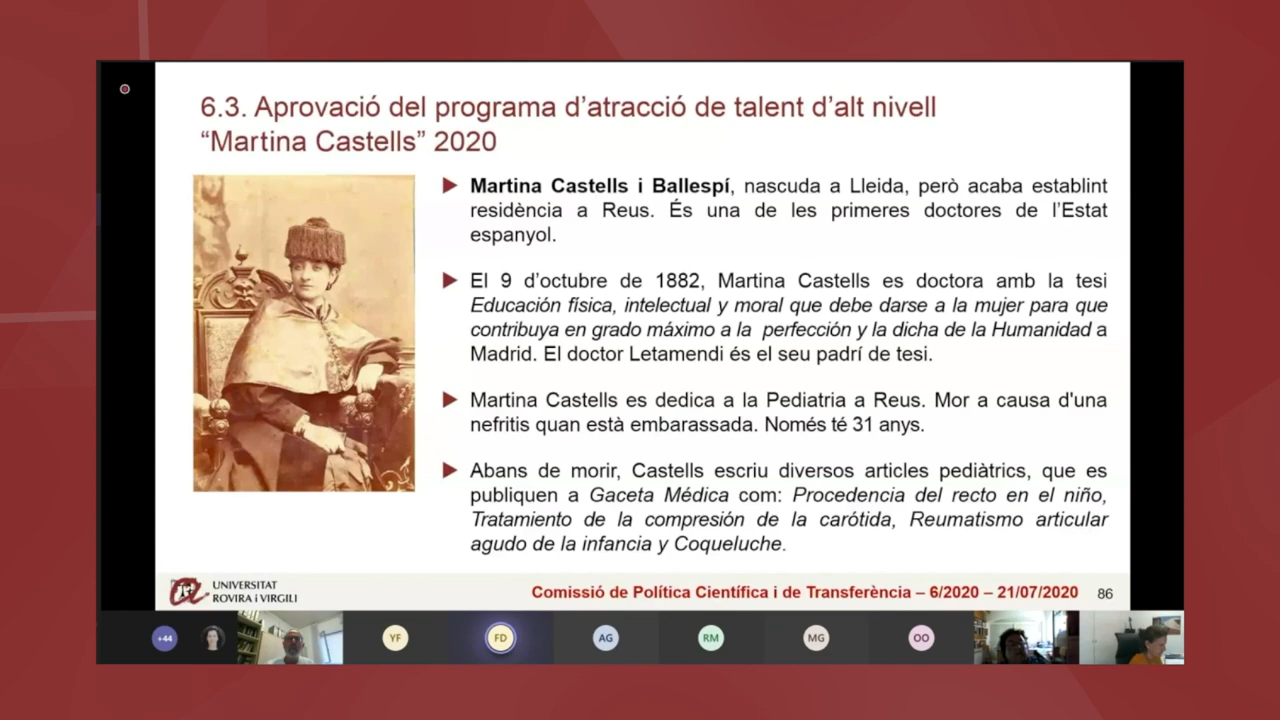 6.3. Aprovació del programa d’atracció de talent d’alt nivell
“Martina Castells” 2020
Martina Castells i Ballespí, nascuda a Lleida, però acaba establint
residència a Reus. És una de les primeres doctores de l’Estat
espanyol.
El 9 d’octubre de 1882, Martina Castells es doctora amb la tesi
Educación física, intelectual y moral que debe darse a la mujer para que
contribuya en grado máximo a la perfección y la dicha de la Humanidad a
Madrid. El doctor Letamendi és el seu padrí de tesi.
Martina Castells es dedica a la Pediatria a Reus. Mor a causa d'una
nefritis quan està embarassada. Només té 31 anys.
Abans de morir, Castells escriu diversos articles pediàtrics, que es
publiquen a Gaceta Médica com: Procedencia del recto en el niño,
Tratamiento de la compresión de la carótida, Reumatismo articular
agudo de la infancia y Coqueluche.
UNIVERSITAT
ROVIRA i VIRGILI
Comissió de Política Científica i de Transferència – 6/2020 – 21/07/2020
86
+44
YF
FD
AG
RM
MG
OO